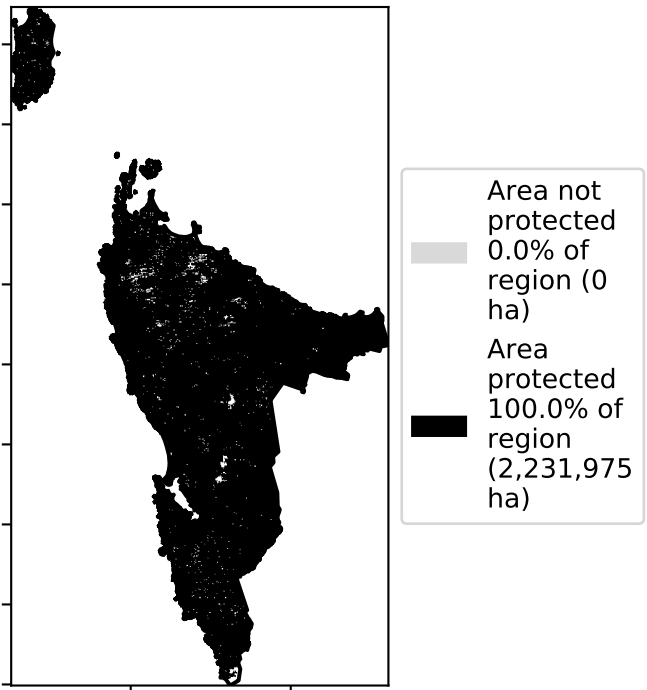 Area not
protected
0.0% of
region (0
ha)
Area
protected
100.0% of
region
(2,231,975
ha)